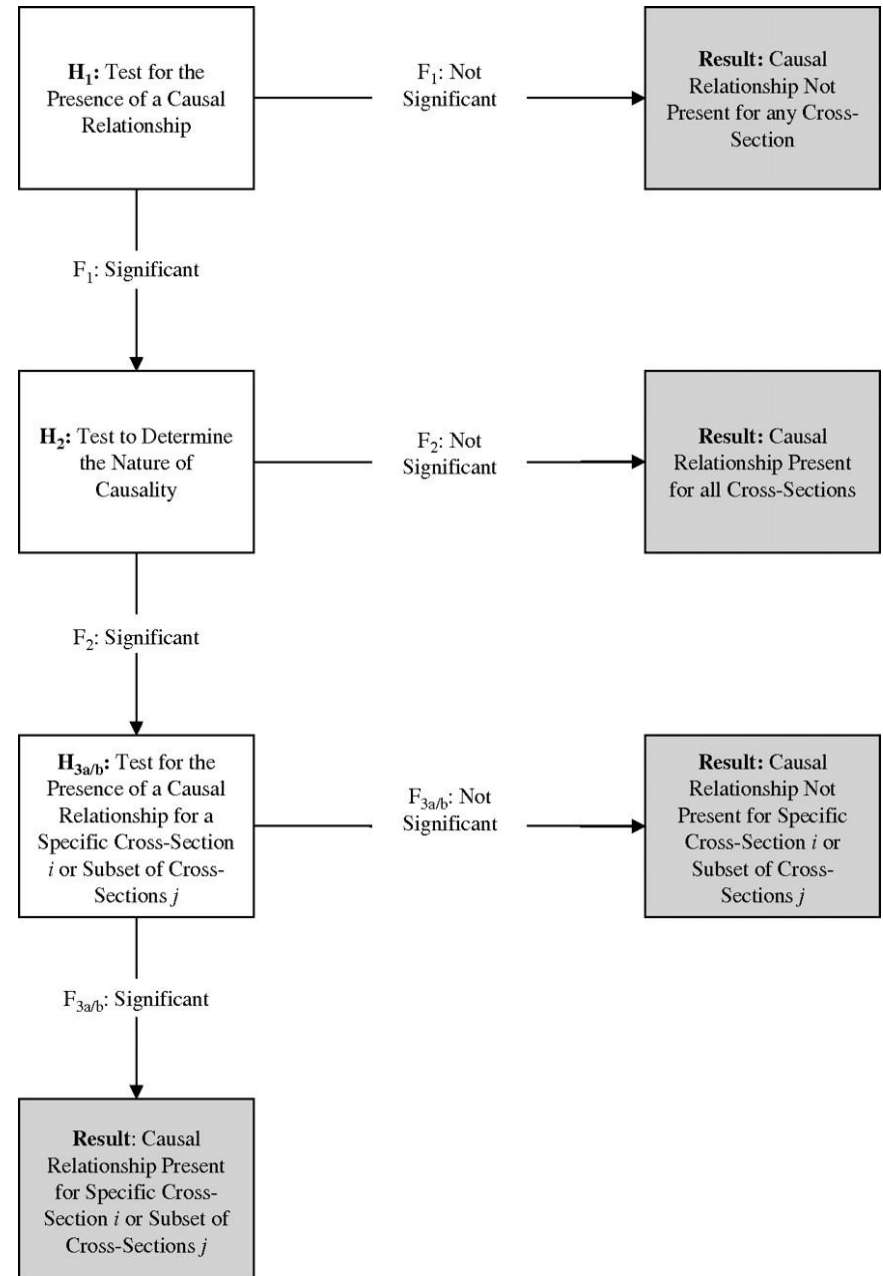 H1: Test for the
Presence of a Causal
Relationship
F1: Not
Significant
Result: Causal
Relationship Not
Present for any Cross-
Section
F1: Significant
H2: Test to Determine
the Nature of
Causality
F2: Not
Significant
Result: Causal
Relationship Present
for all Cross-Sections
F2: Significant
H3a/b: Test for the
Presence of a Causal
Relationship for a
Specific Cross-Section
i or Subset of Cross-
Sections j
F3a/b: Not
Significant
Result: Causal
Relationship Not
Present for Specific
Cross-Section i or
Subset of Cross-
Sections j
F3a/b: Significant
Result: Causal
Relationship Present
for Specific Cross-
Section i or Subset of
Cross-Sections j